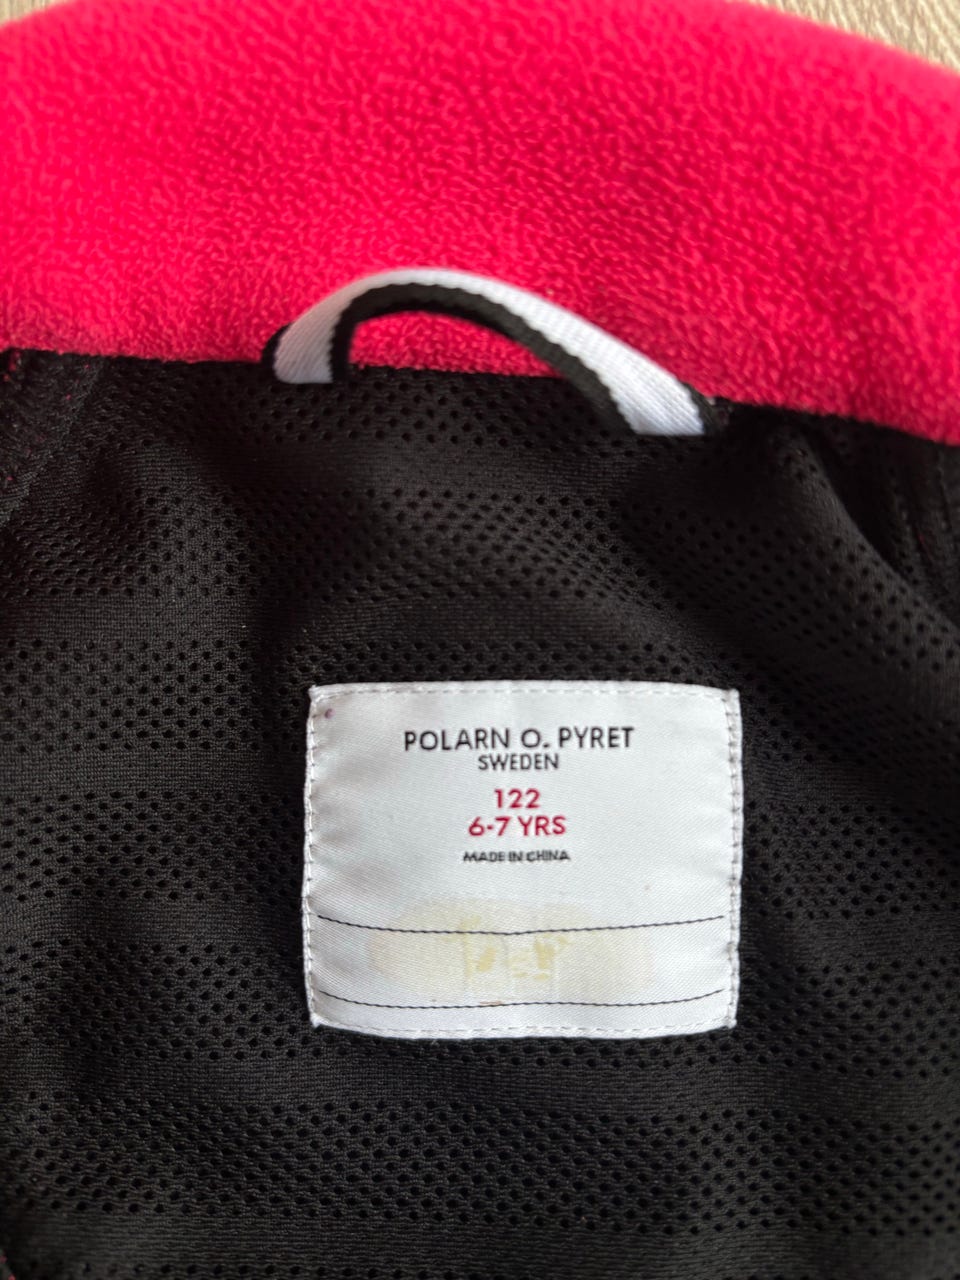 POLARN O. PYRET
SWEDEN
122
6-7 YRS
MADE IN CHINA